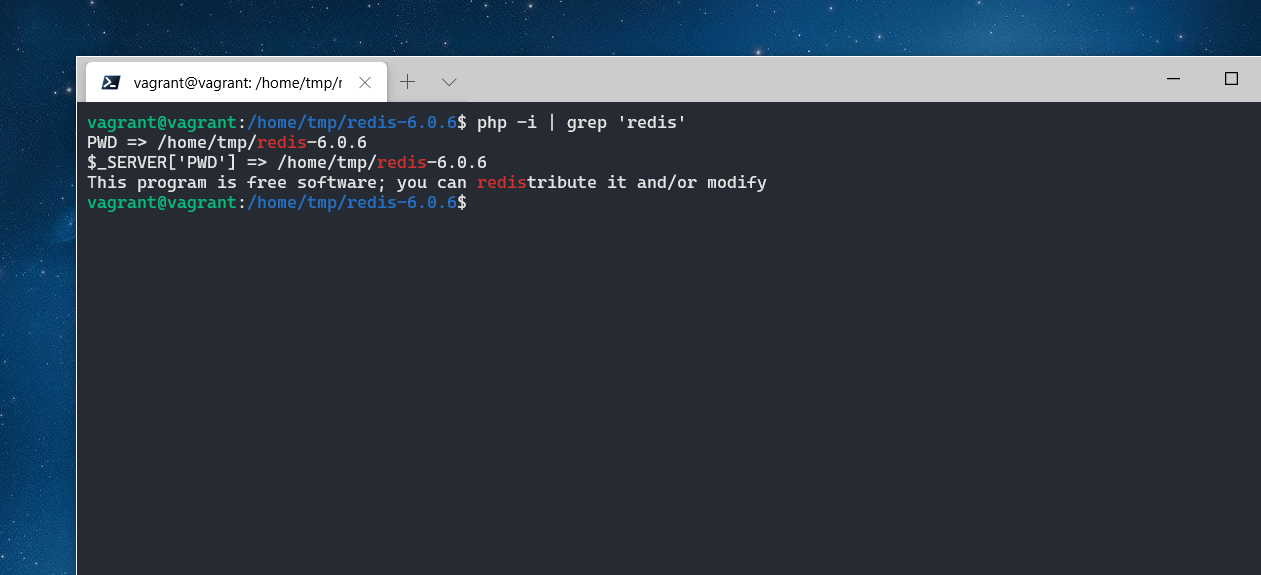 vagrant@vagrant: /home/tmp/r
vagrant@vagrant:/home/tmp/redis-6.0.6$ php -i | grep 'redis'
PWD => /home/tmp/redis-6.0.6
$_SERVER['PWD'] => /home/tmp/redis-6.0.6
This program is free software; you can redistribute it and/or modify
vagrant@vagrant:/home/tmp/redis-6.0.6$